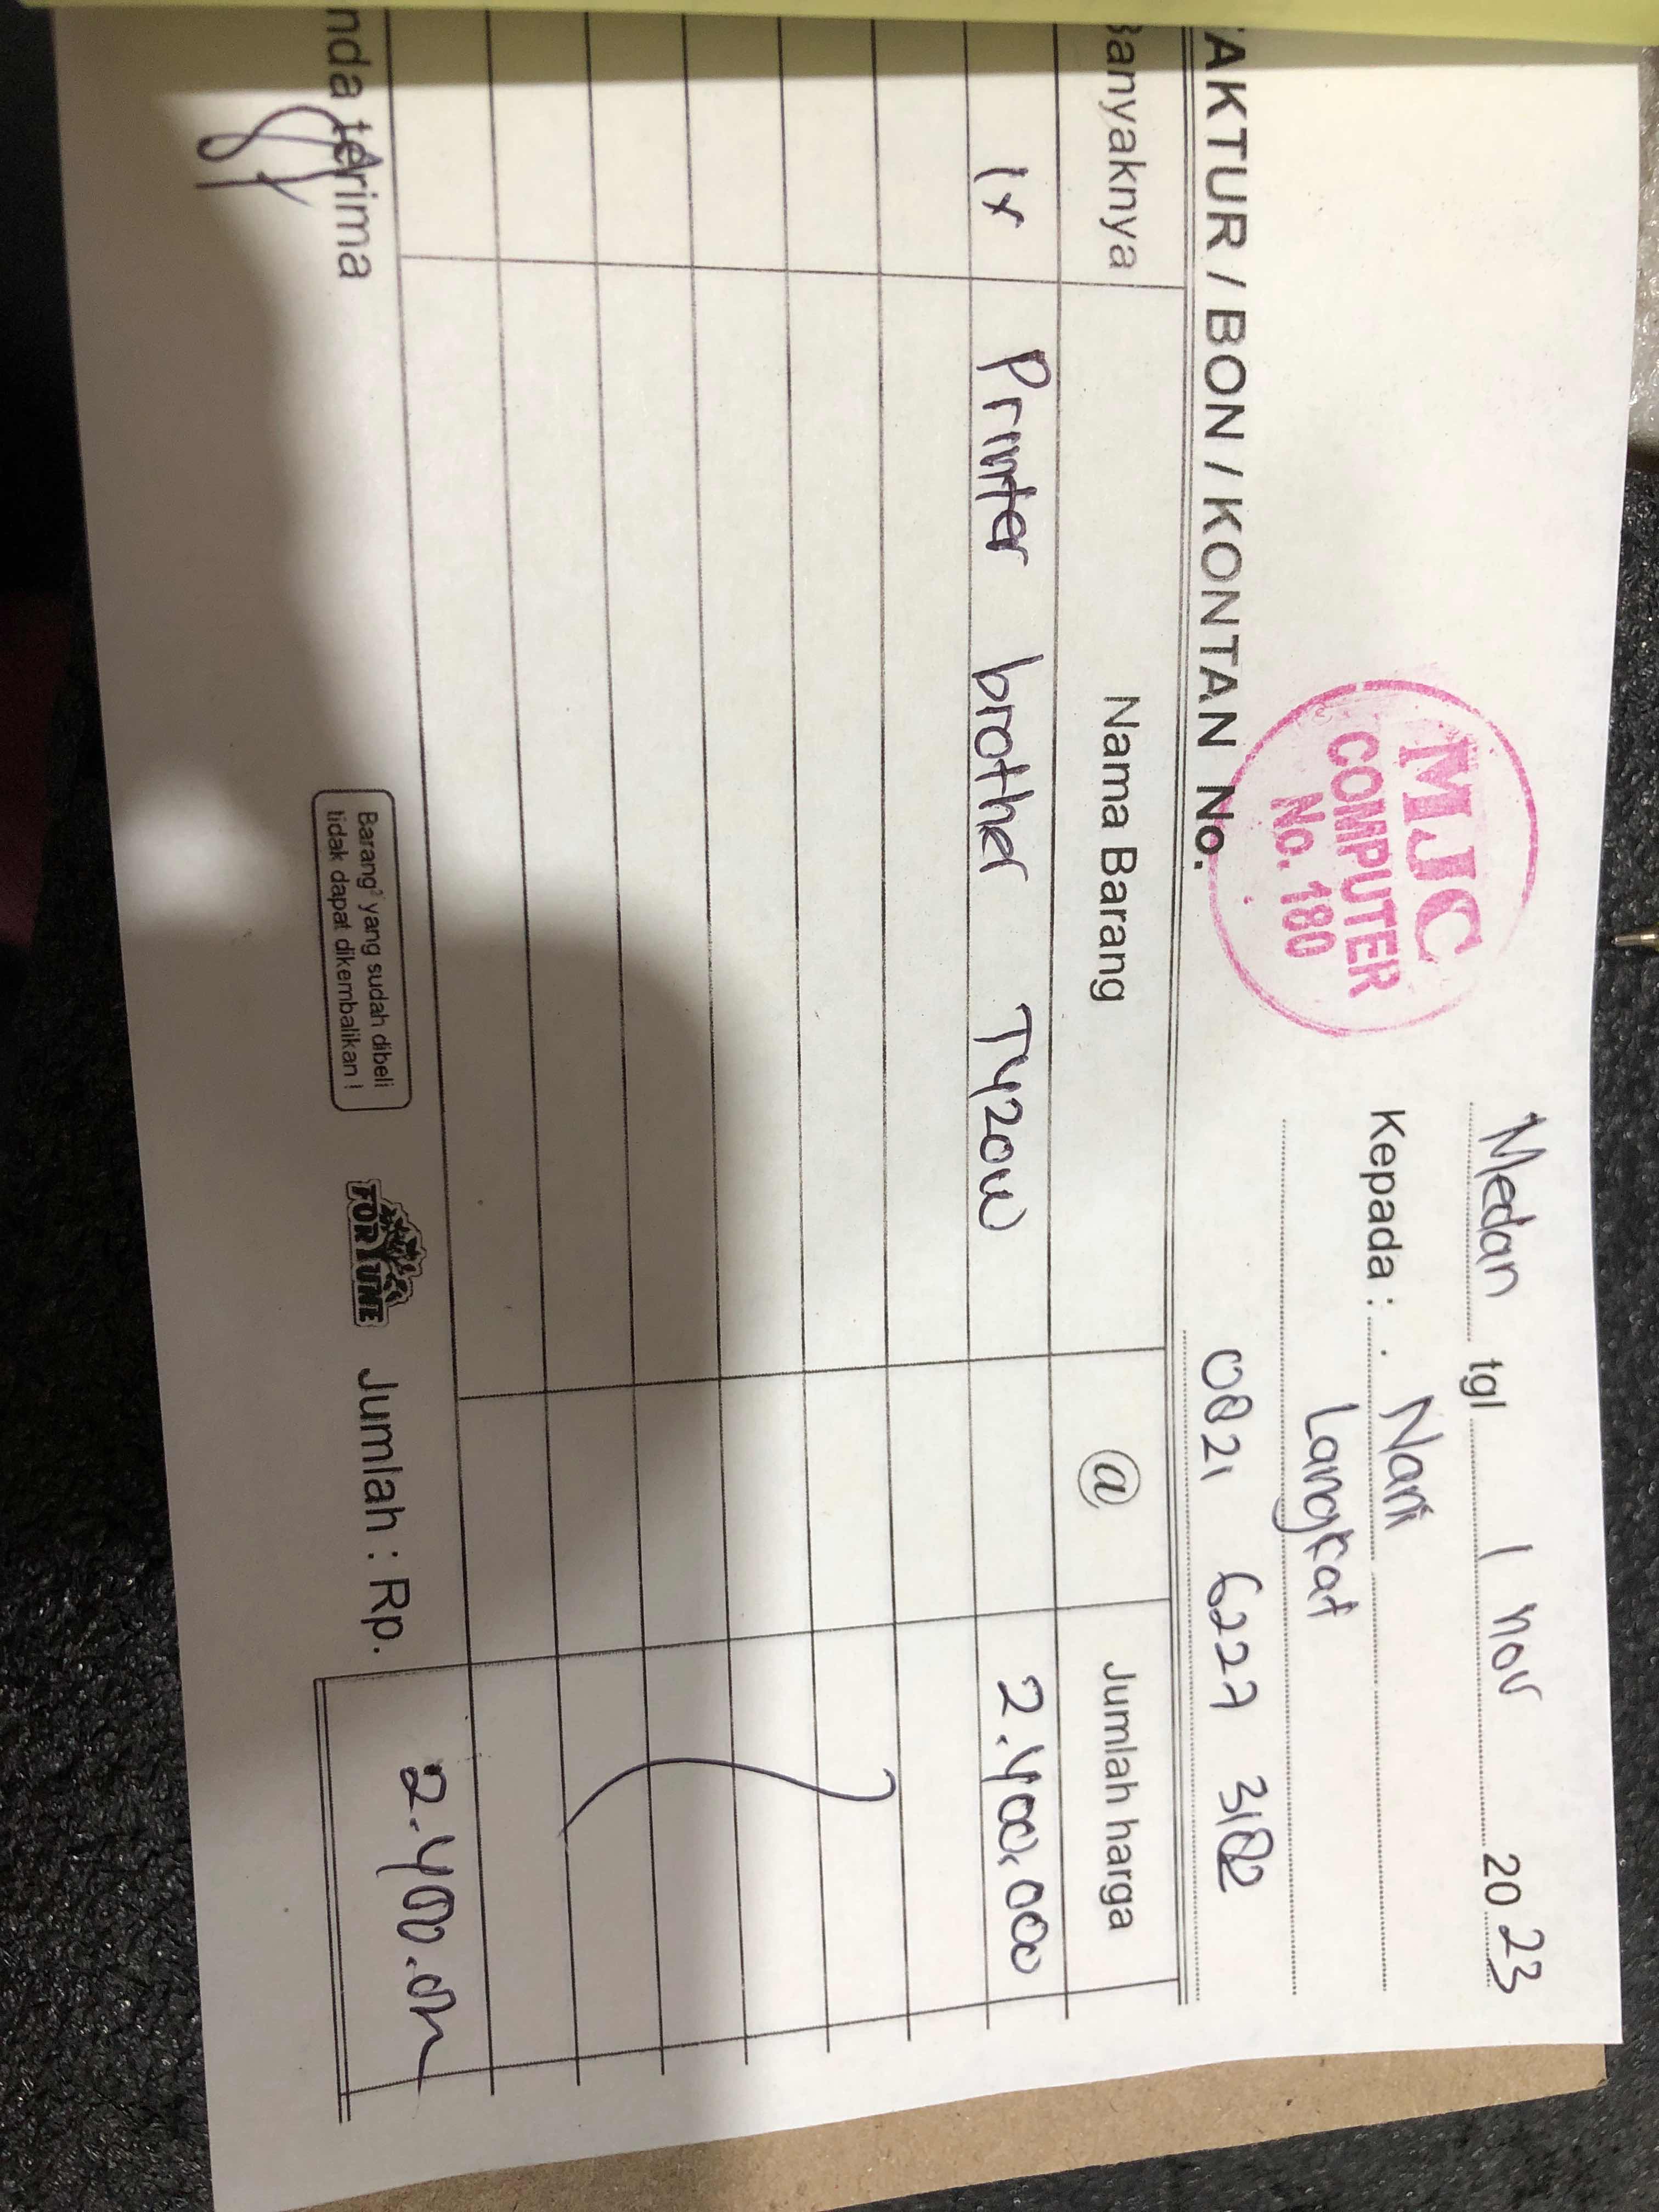 Medan tgl 1 nov 2023
MJC
COMPUTER
No. 180
Kepada : Nani
Langkat
0821 6227 3182
FAKTUR / BON / KONTAN No.
Banyaknya Nama Barang @ Jumlah harga
1x Printer brother T420W 2.400.000
nda terima
Barang² yang sudah dibeli
tidak dapat dikembalikan !
FORTUNE
Jumlah : Rp. 2.400.000